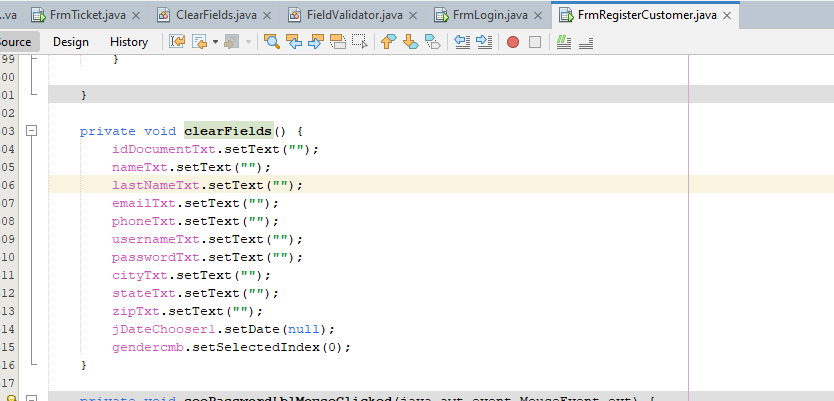 ...va FrmTicket.java ClearFields.java FieldValidator.java FrmLogin.java FrmRegisterCustomer.java
ource Design History
99 }
00
01 }
02
03 private void clearFields() {
04 idDocumentTxt.setText("");
05 nameTxt.setText("");
06 lastNameTxt.setText("");
07 emailTxt.setText("");
08 phoneTxt.setText("");
09 usernameTxt.setText("");
10 passwordTxt.setText("");
11 cityTxt.setText("");
12 stateTxt.setText("");
13 zipTxt.setText("");
14 jDateChooser1.setDate(null);
15 gendercmb.setSelectedIndex(0);
16 }
17
private void seePasswordLblMouseClicked(java.awt.event.MouseEvent evt) {